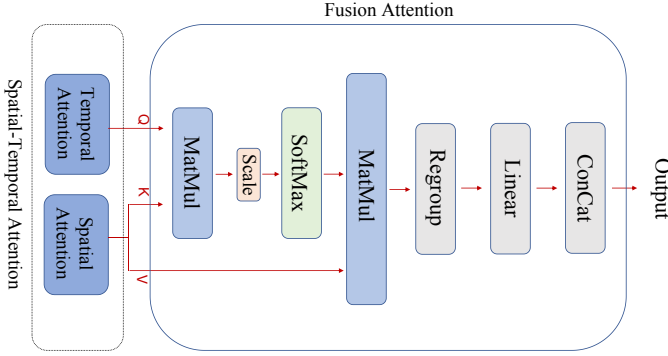 Fusion Attention
Spatial-Temporal Attention
Temporal
Attention
Spatial
Attention
Q
K
V
MatMul
Scale
SoftMax
MatMul
Regroup
Linear
ConCat
Output